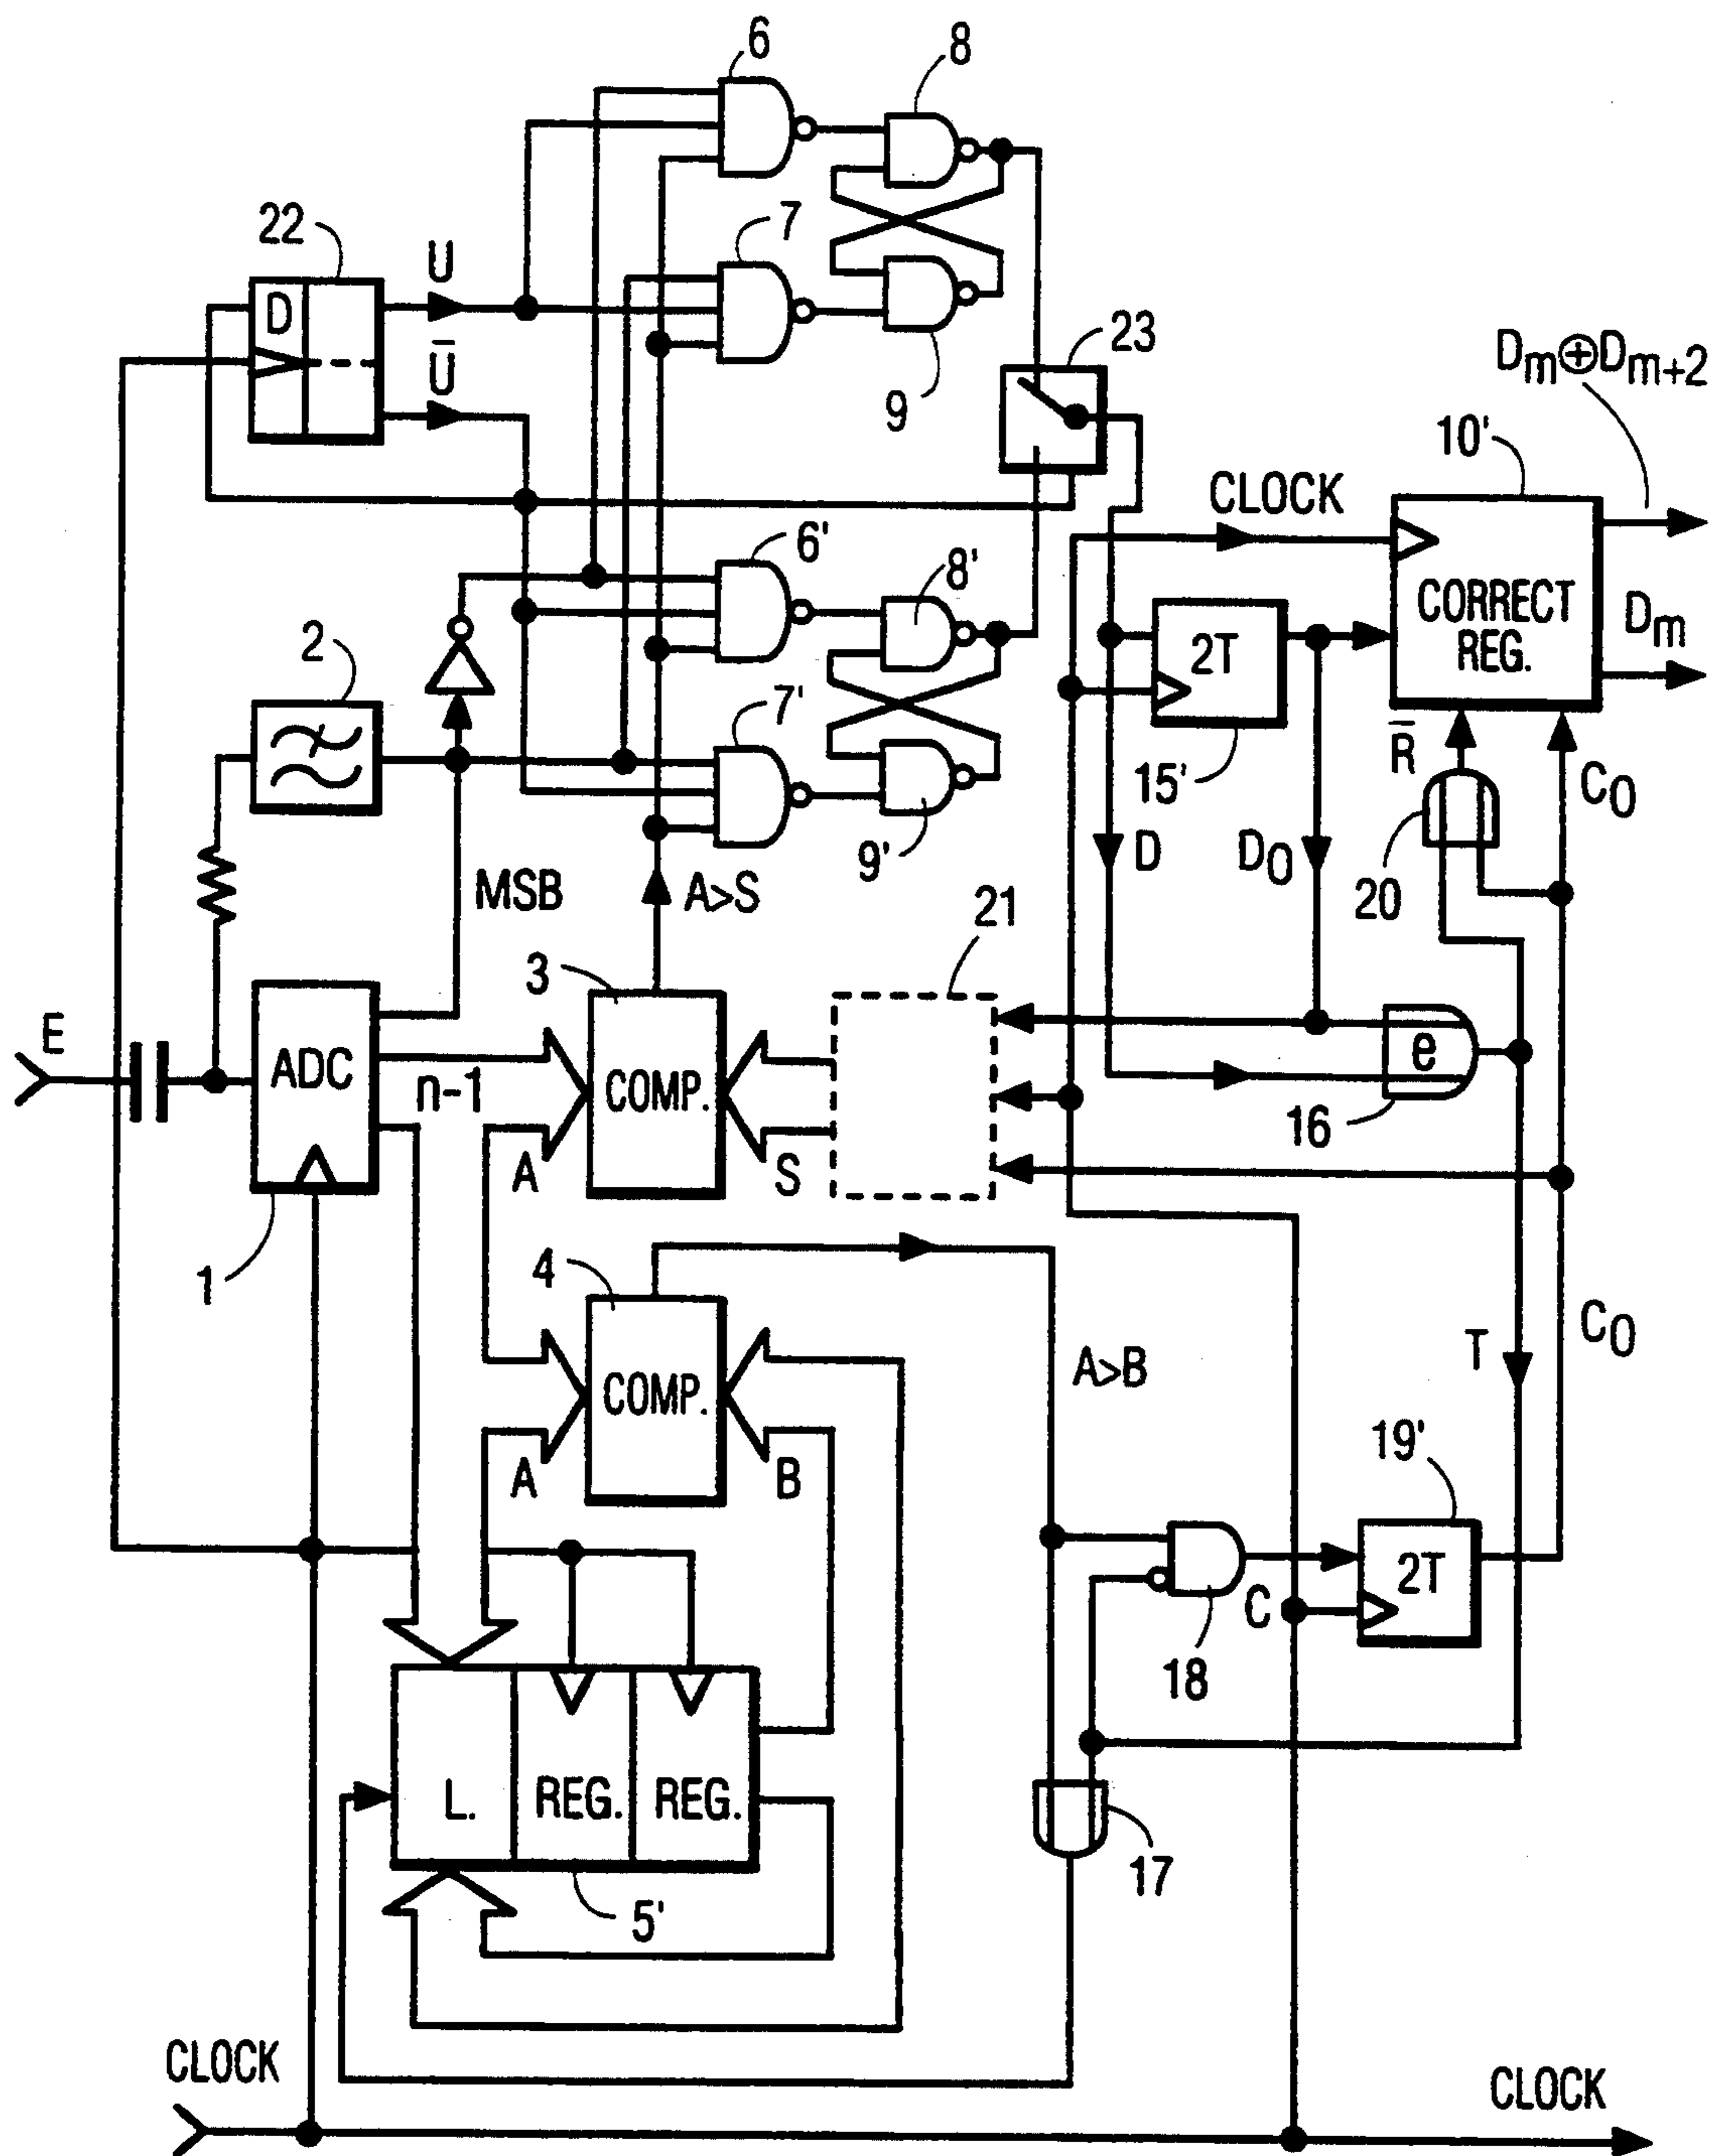 6
8
22
U
7
D
Ū
9
23
Dm⊕Dm+2
10'
CLOCK
6'
8'
CORRECT
REG.
Dm
2T
2
15'
R̄
C0
7'
9'
D
D0
20
MSB
A>S
21
3
E
ADC
n-1
COMP.
e
16
A
S
1
4
C0
A>B
T
COMP.
19'
A
B
2T
C
18
L.
REG.
REG.
17
5'
CLOCK
CLOCK